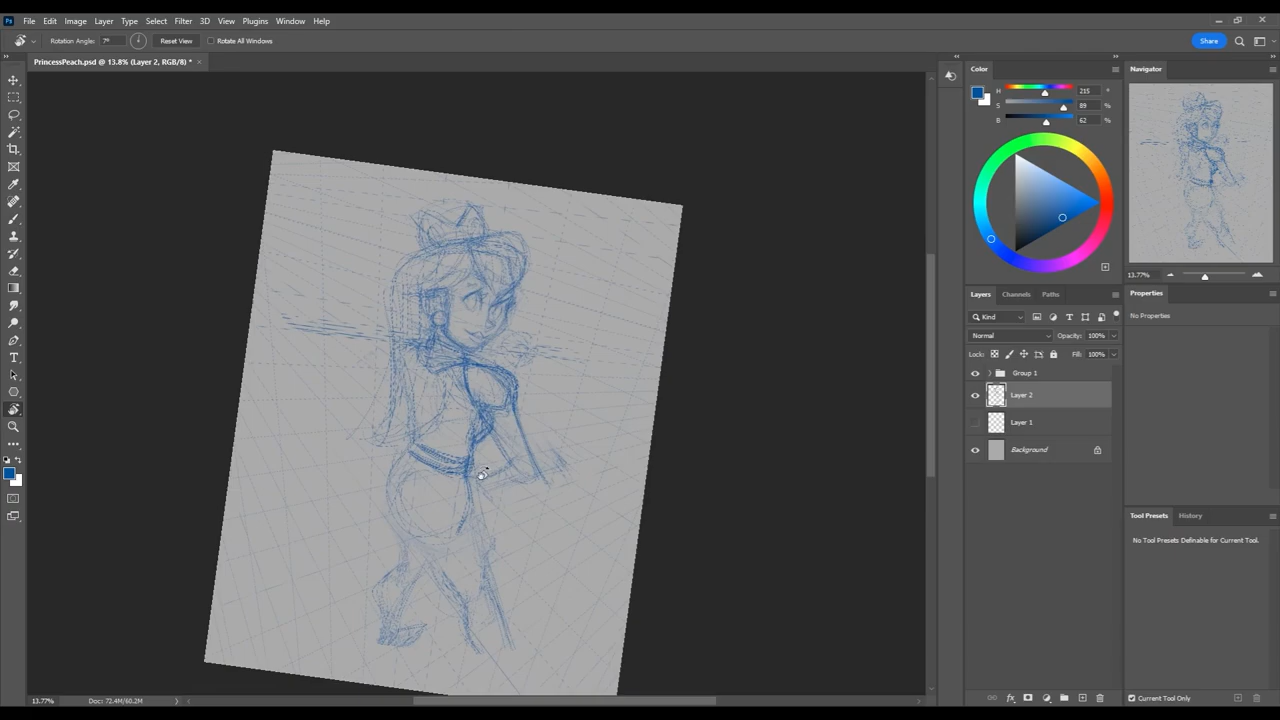 Ps File Edit Image Layer Type Select Filter 3D View Plugins Window Help
Rotation Angle: 7° Reset View Rotate All Windows Share
PrincessPeach.psd @ 13.8% (Layer 2, RGB/8) * ×
Color
H 215 °
S 89 %
B 62 %
Navigator
13.77%
Layers Channels Paths
Kind
Normal Opacity: 100%
Lock: Fill: 100%
Group 1
Layer 2
Layer 1
Background
Properties
No Properties
Tool Presets History
No Tool Presets Definable for Current Tool.
Current Tool Only
13.77% Doc: 72.4M/60.2M